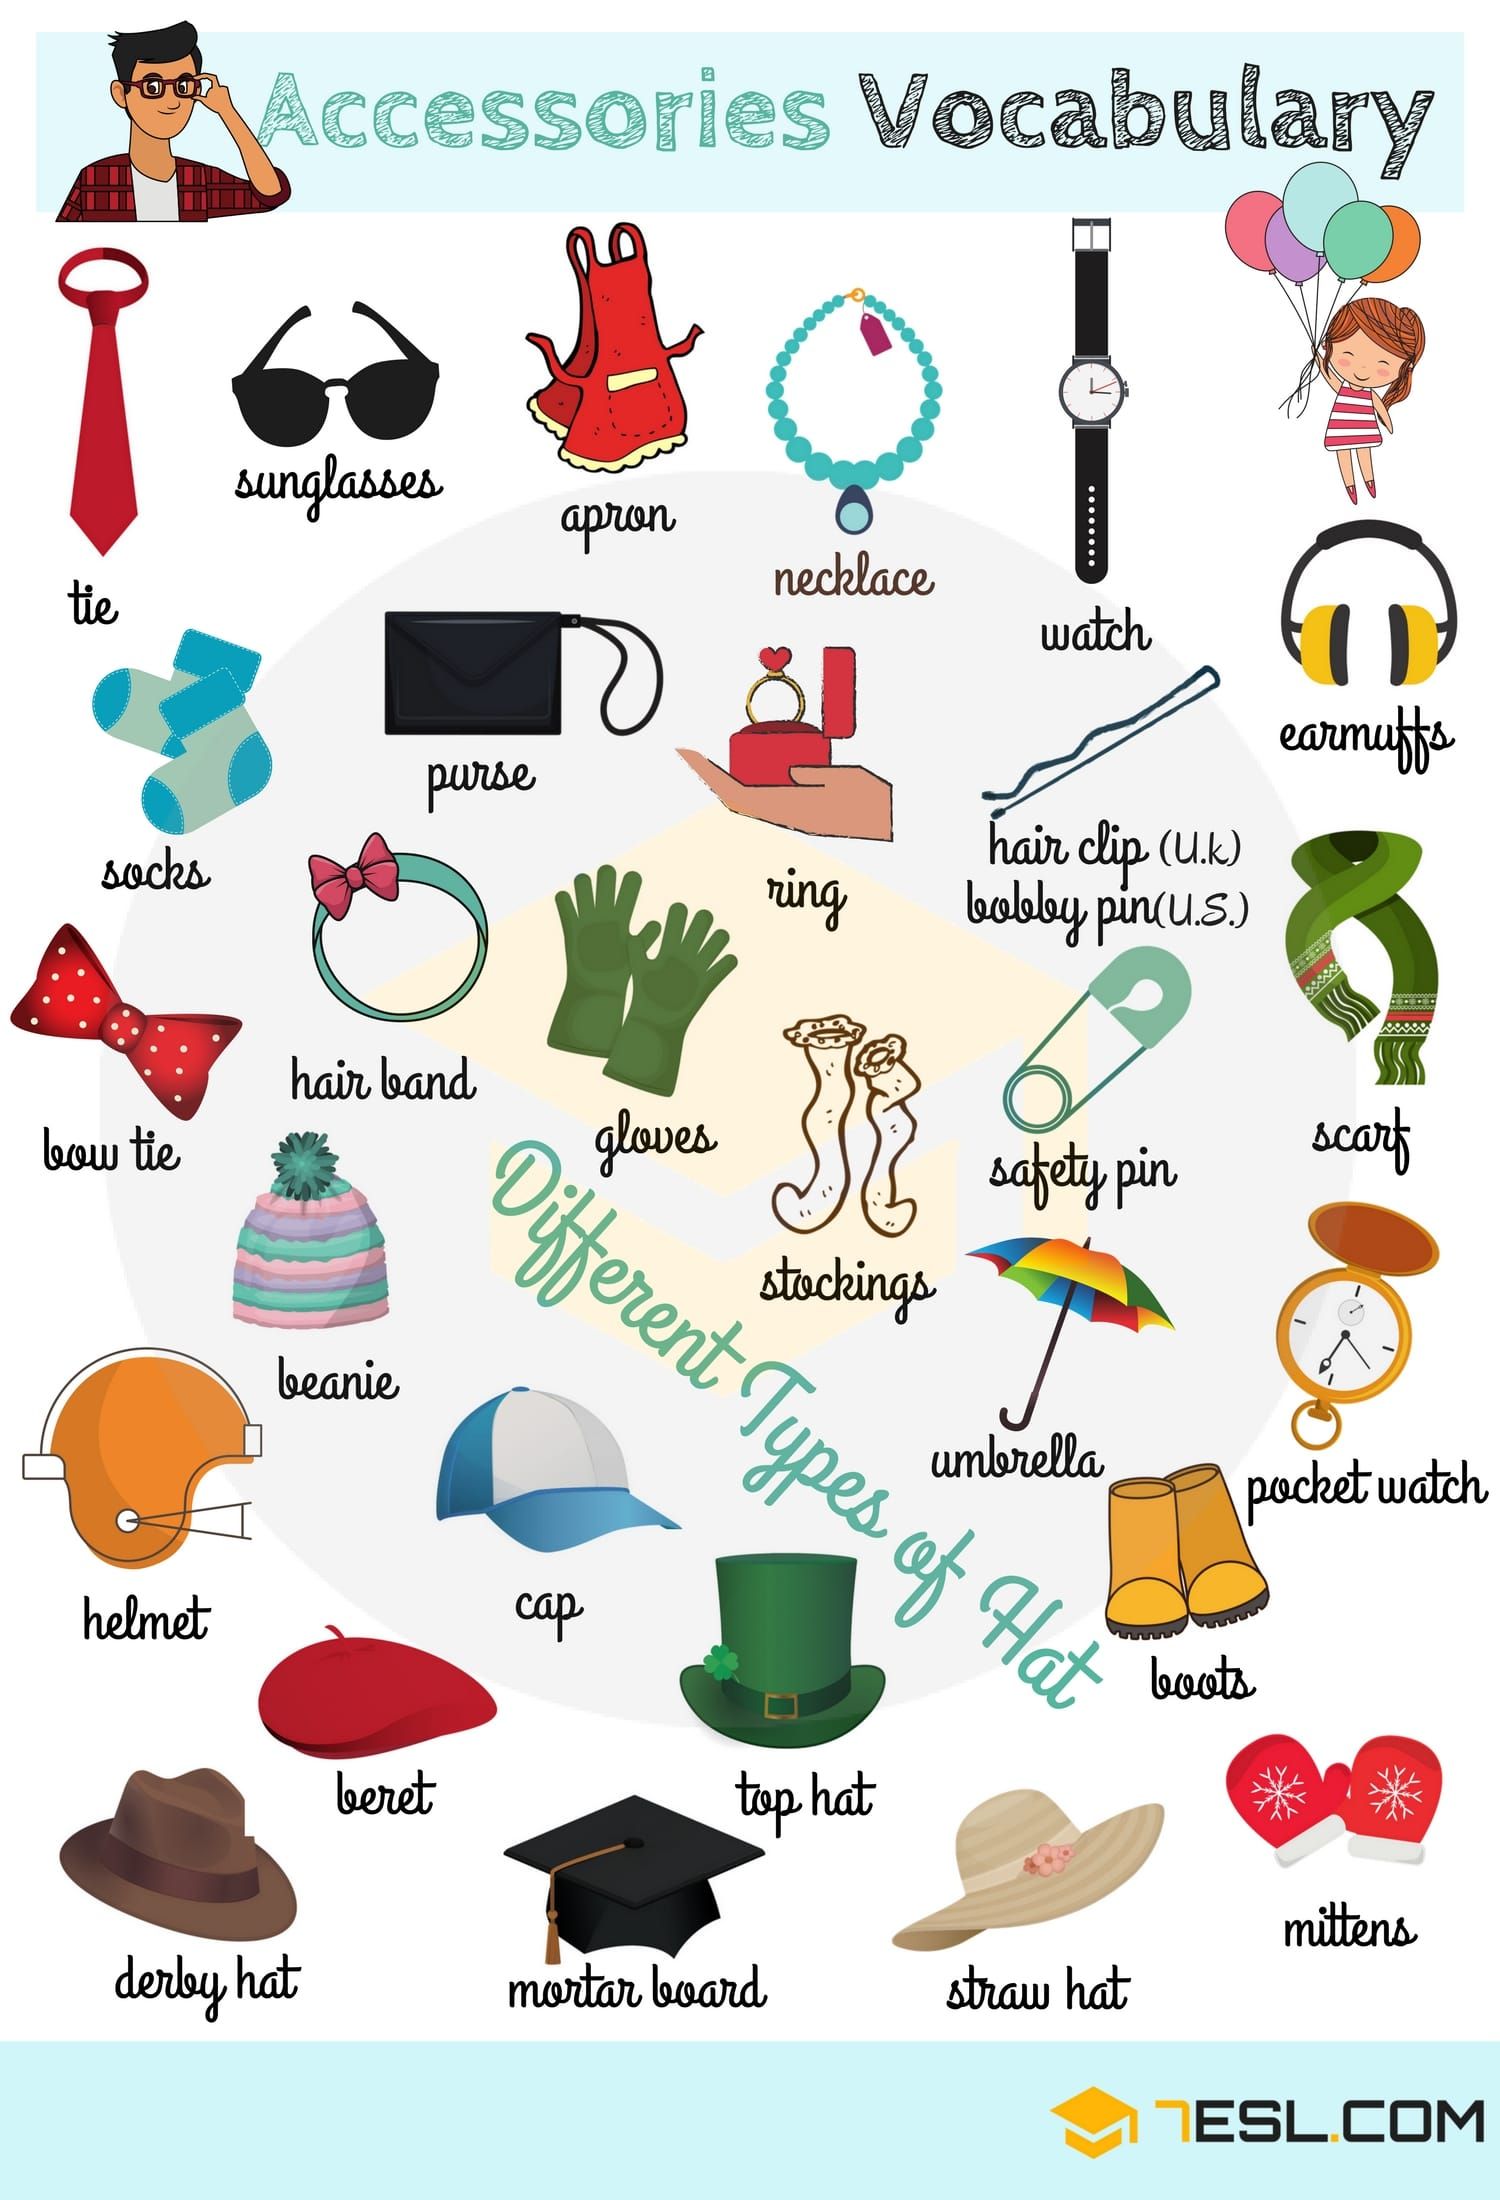 Accessories Vocabulary
tie
sunglasses
apron
necklace
watch
earmuffs
socks
purse
ring
hair clip (U.k)
bobby pin(U.S.)
bow tie
hair band
gloves
stockings
safety pin
scarf
beanie
Different Types of Hat
umbrella
pocket watch
helmet
cap
boots
beret
top hat
derby hat
mortar board
straw hat
mittens
7ESL.COM